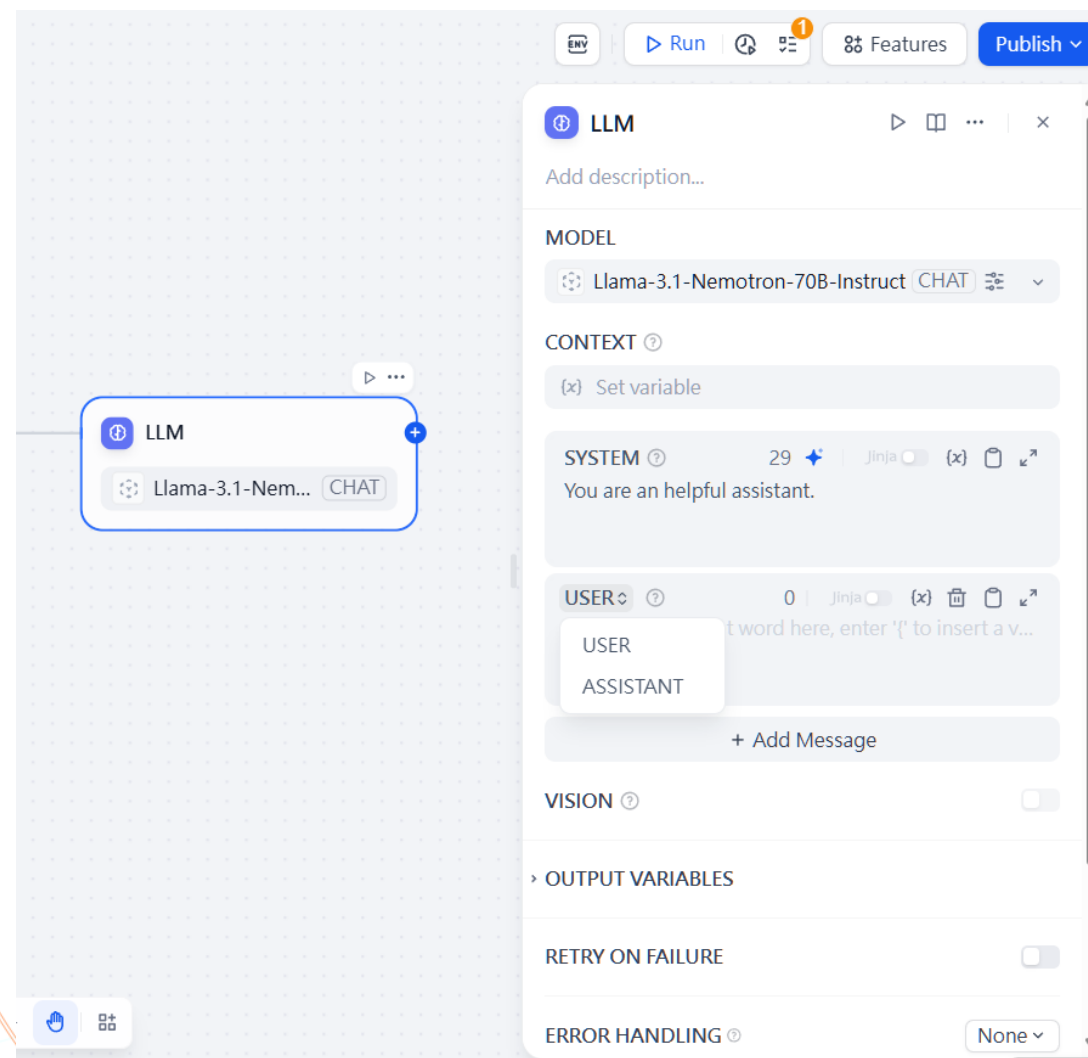 ENV
Run
1
Features
Publish
LLM
Add description...
MODEL
Llama-3.1-Nemotron-70B-Instruct CHAT
CONTEXT ?
{x} Set variable
LLM
Llama-3.1-Nem... CHAT
SYSTEM ? 29 Jinja {x}
You are an helpful assistant.
USER ? 0 Jinja {x}
t word here, enter '{' to insert a v...
USER
ASSISTANT
+ Add Message
VISION ?
OUTPUT VARIABLES
RETRY ON FAILURE
ERROR HANDLING ? None